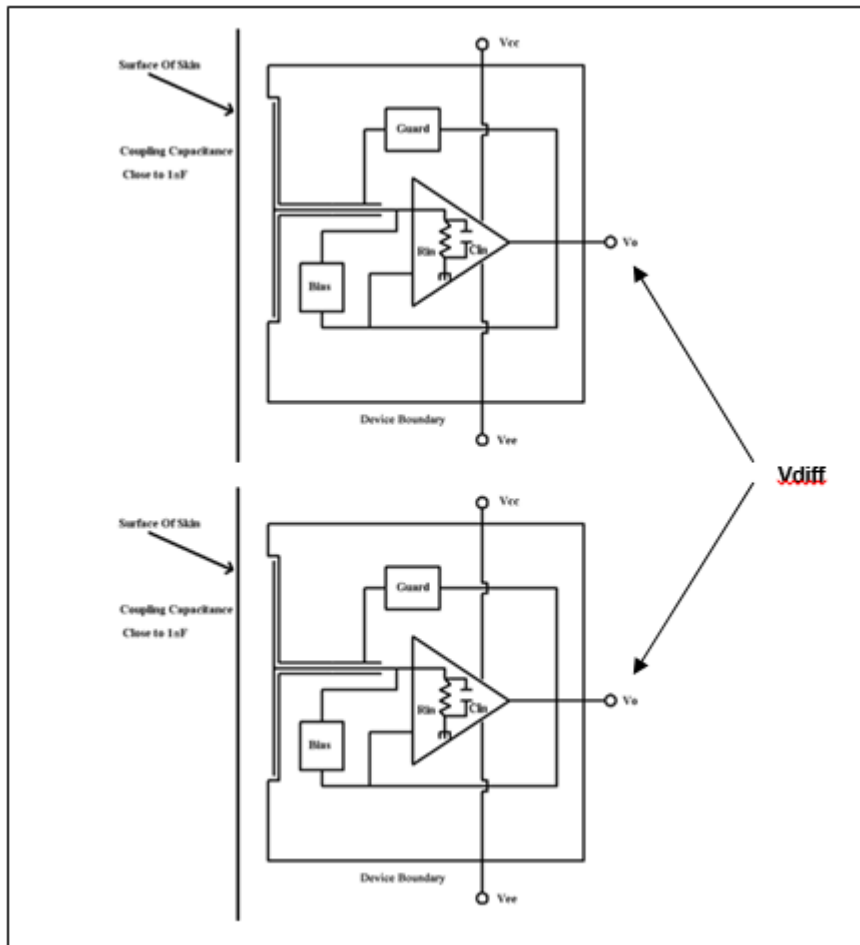 Vcc
Surface Of Skin
Guard
Coupling Capacitance
Close to 1nF
Rin
Cin
Vo
Bias
Device Boundary
Vee
Vdiff
Vcc
Surface Of Skin
Guard
Coupling Capacitance
Close to 1nF
Rin
Cin
Vo
Bias
Device Boundary
Vee